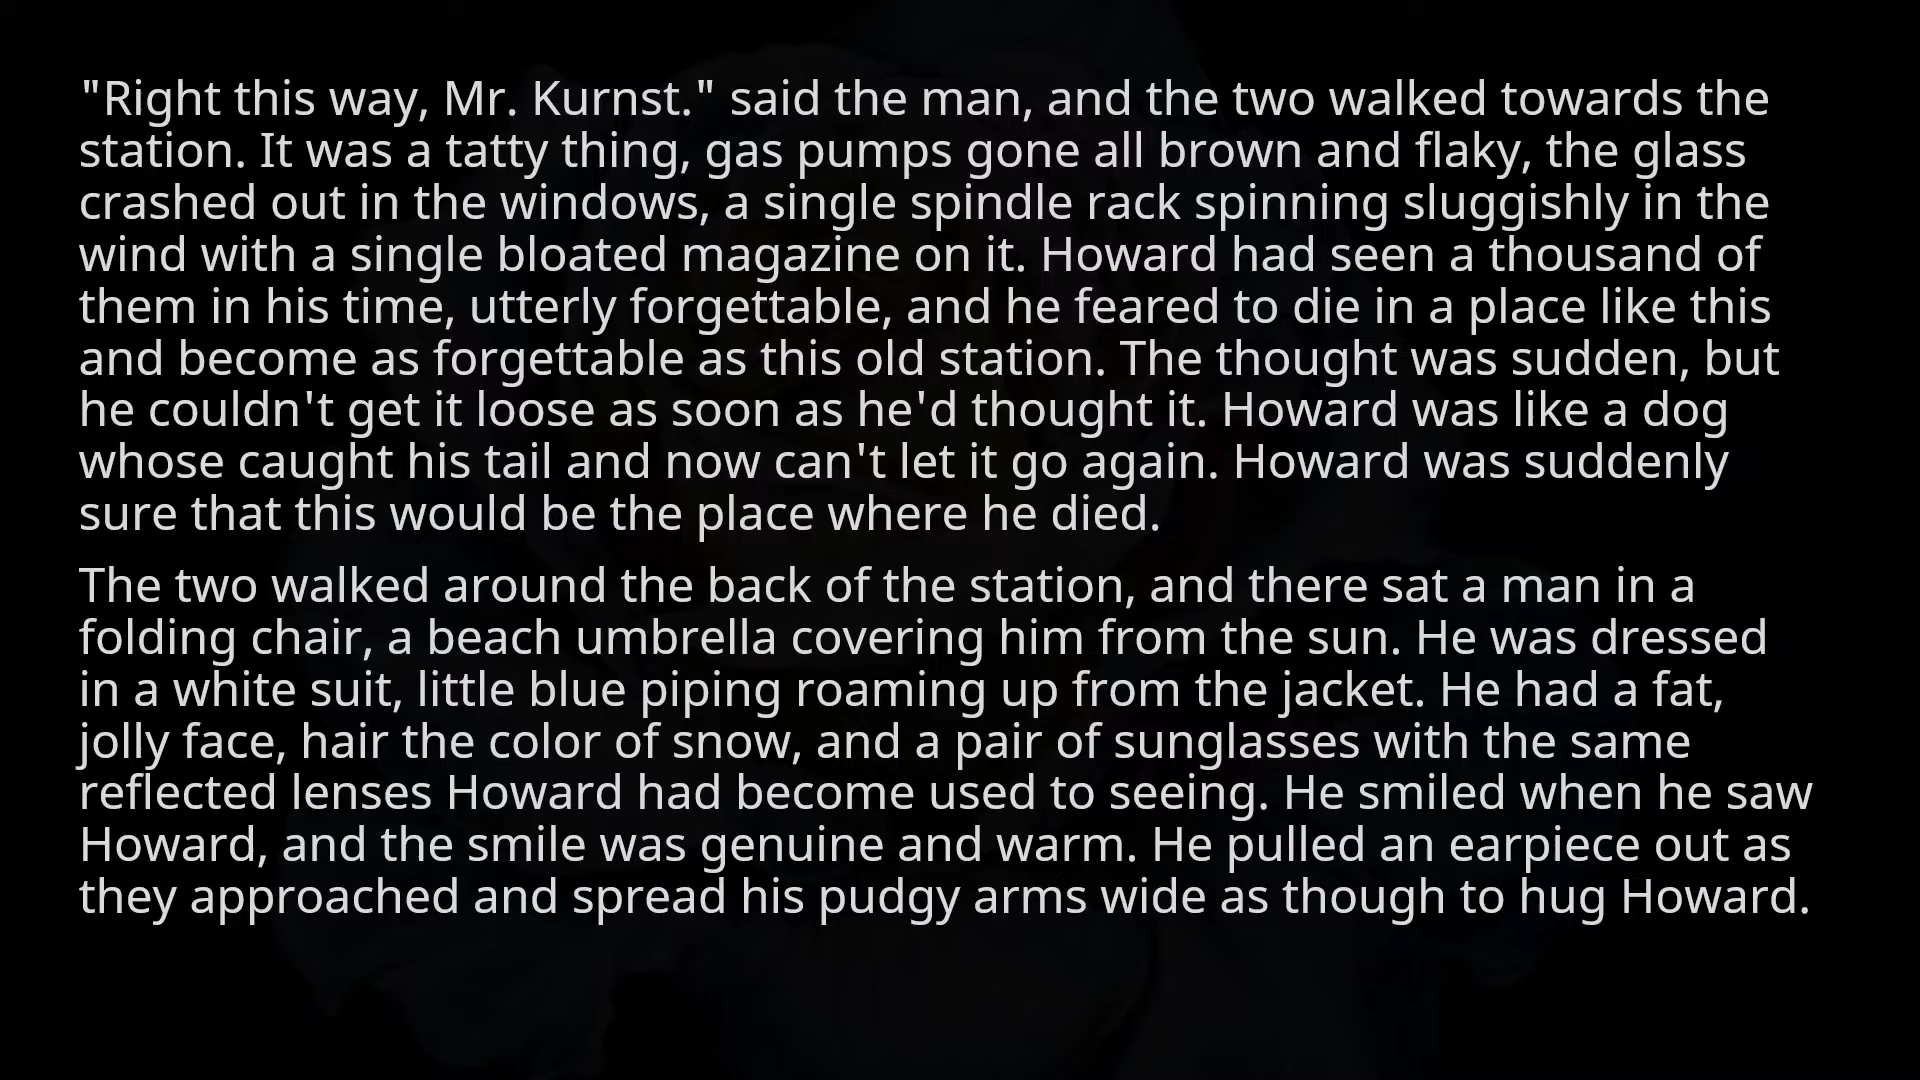 "Right this way, Mr. Kurnst." said the man, and the two walked towards the
station. It was a tatty thing, gas pumps gone all brown and flaky, the glass
crashed out in the windows, a single spindle rack spinning sluggishly in the
wind with a single bloated magazine on it. Howard had seen a thousand of
them in his time, utterly forgettable, and he feared to die in a place like this
and become as forgettable as this old station. The thought was sudden, but
he couldn't get it loose as soon as he'd thought it. Howard was like a dog
whose caught his tail and now can't let it go again. Howard was suddenly
sure that this would be the place where he died.
The two walked around the back of the station, and there sat a man in a
folding chair, a beach umbrella covering him from the sun. He was dressed
in a white suit, little blue piping roaming up from the jacket. He had a fat,
jolly face, hair the color of snow, and a pair of sunglasses with the same
reflected lenses Howard had become used to seeing. He smiled when he saw
Howard, and the smile was genuine and warm. He pulled an earpiece out as
they approached and spread his pudgy arms wide as though to hug Howard.